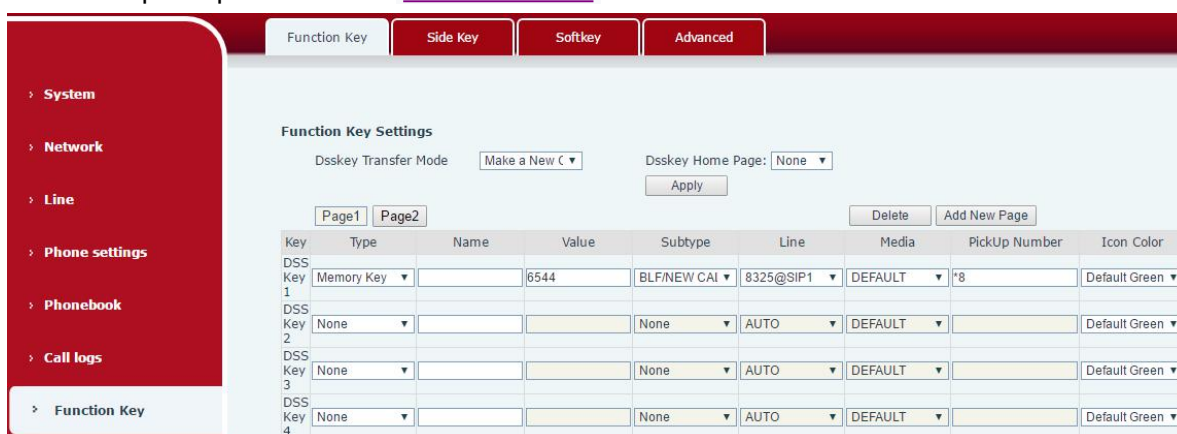 Function Key Side Key Softkey Advanced
System
Network
Line
Phone settings
Phonebook
Call logs
Function Key
Function Key Settings
Dsskey Transfer Mode Make a New C Dsskey Home Page: None
Apply
Page1 Page2 Delete Add New Page
Key Type Name Value Subtype Line Media PickUp Number Icon Color
DSS Key 1 Memory Key 6544 BLF/NEW CAL 8325@SIP1 DEFAULT *8 Default Green
DSS Key 2 None None AUTO DEFAULT Default Green
DSS Key 3 None None AUTO DEFAULT Default Green
DSS Key 4 None None AUTO DEFAULT Default Green